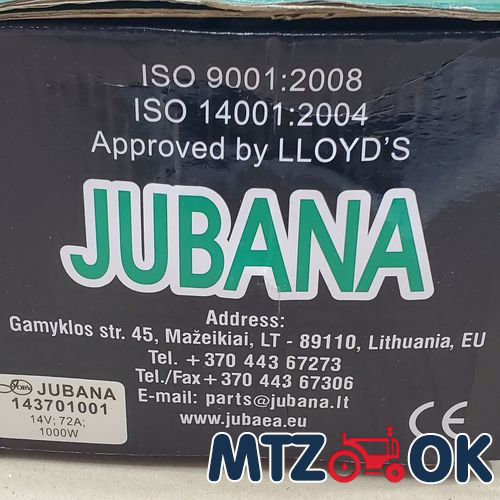 ISO 9001:2008
ISO 14001:2004
Approved by LLOYD'S
JUBANA
Address:
Gamyklos str. 45, Mažeikiai, LT - 89110, Lithuania, EU
Tel. + 370 443 67273
Tel./Fax+ 370 443 67306
E-mail: parts@jubana.lt
www.jubaea.eu
JUBANA
143701001
14V; 72A;
1000W
CE
MTZ OK